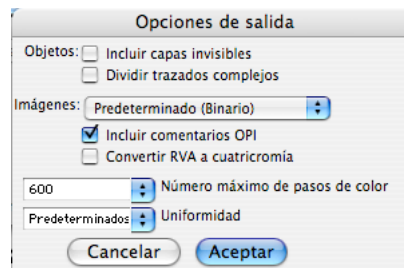 Opciones de salida
Objetos: Incluir capas invisibles
Dividir trazados complejos
Imágenes: Predeterminado (Binario)
Incluir comentarios OPI
Convertir RVA a cuatricromía
600 Número máximo de pasos de color
Predeterminados Uniformidad
Cancelar Aceptar